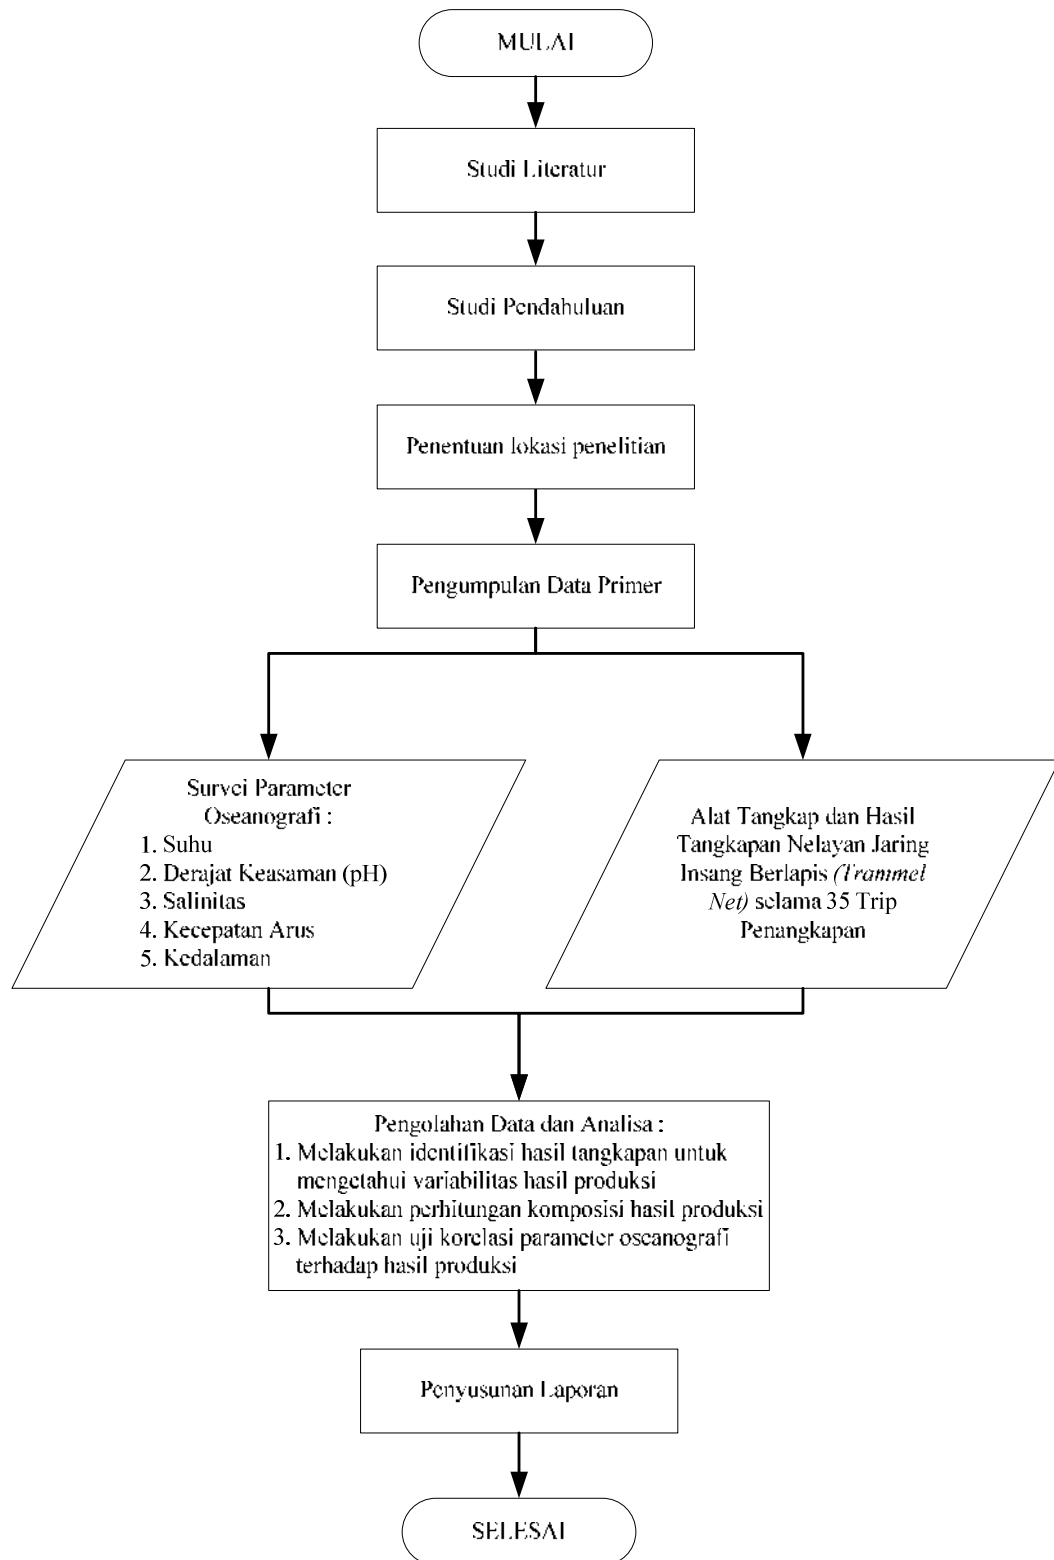 MULAI
Studi Literatur
Studi Pendahuluan
Penentuan lokasi penelitian
Pengumpulan Data Primer
Survei Parameter
Oseanografi :
1. Suhu
2. Derajat Keasaman (pH)
3. Salinitas
4. Kecepatan Arus
5. Kedalaman
Alat Tangkap dan Hasil
Tangkapan Nelayan Jaring
Insang Berlapis (Trammel
Net) selama 35 Trip
Penangkapan
Pengolahan Data dan Analisa :
1. Melakukan identifikasi hasil tangkapan untuk
mengetahui variabilitas hasil produksi
2. Melakukan perhitungan komposisi hasil produksi
3. Melakukan uji korelasi parameter oseanografi
terhadap hasil produksi
Penyusunan Laporan
SELESAI